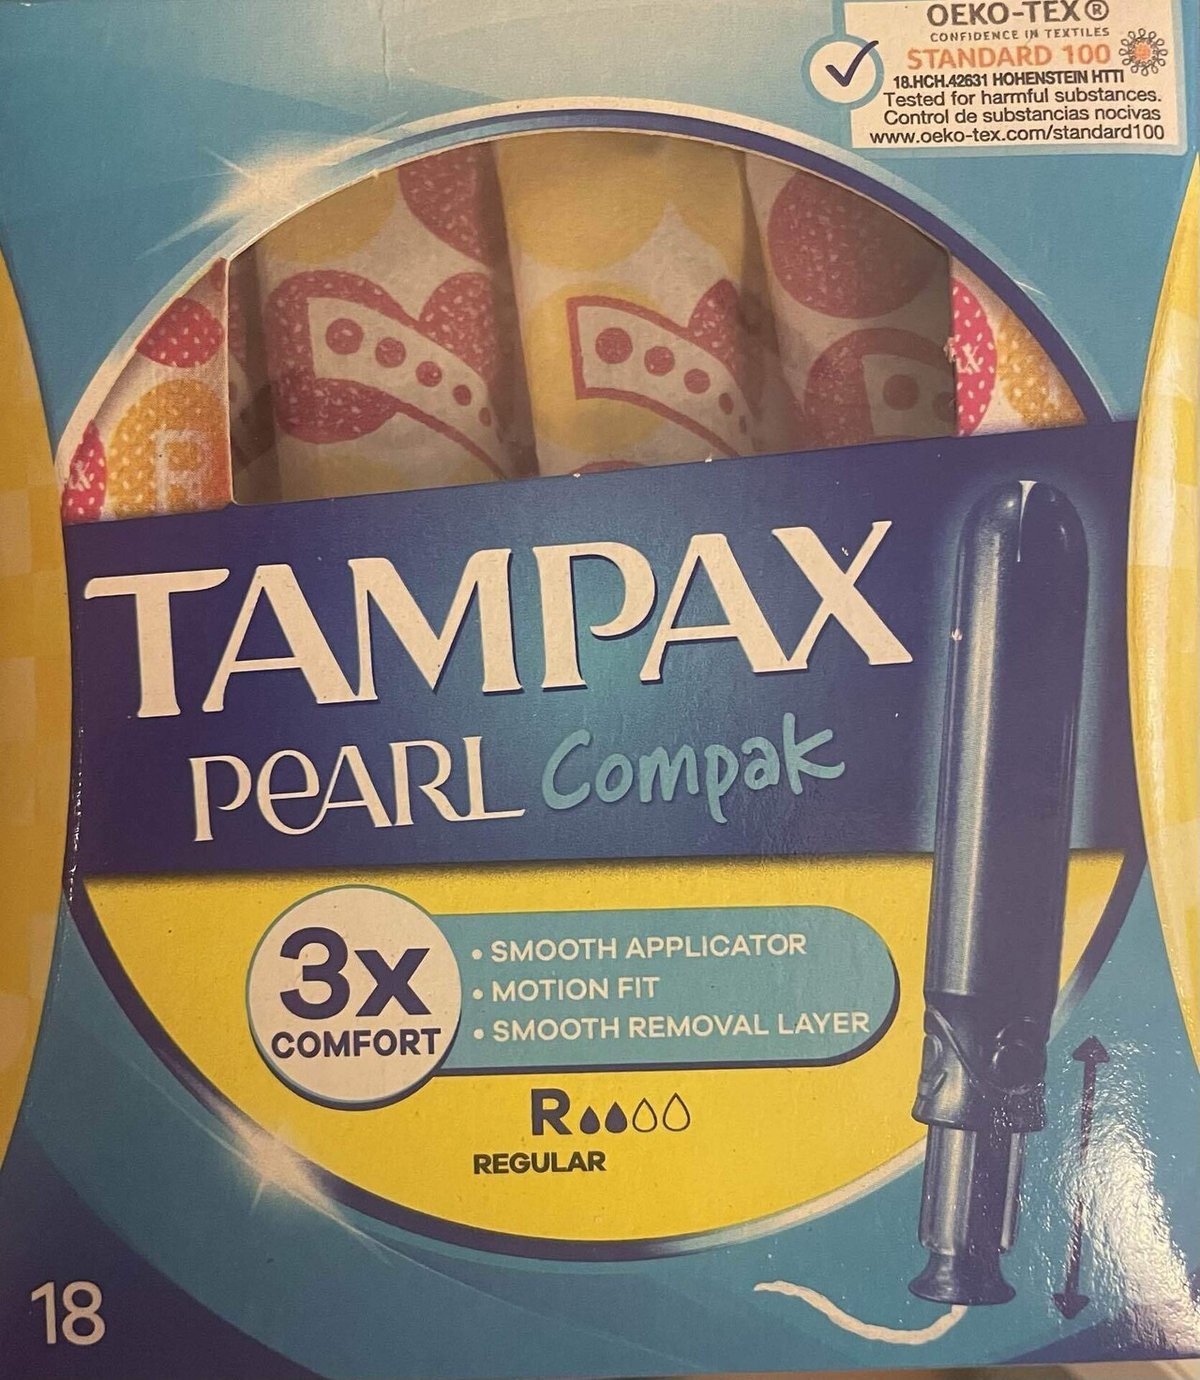 OEKO-TEX®
CONFIDENCE IN TEXTILES
STANDARD 100
18.HCH.42631 HOHENSTEIN HTTI
Tested for harmful substances.
Control de substancias nocivas
www.oeko-tex.com/standard100
TAMPAX
PEARL Compak
3x
COMFORT
• SMOOTH APPLICATOR
• MOTION FIT
• SMOOTH REMOVAL LAYER
R
REGULAR
18